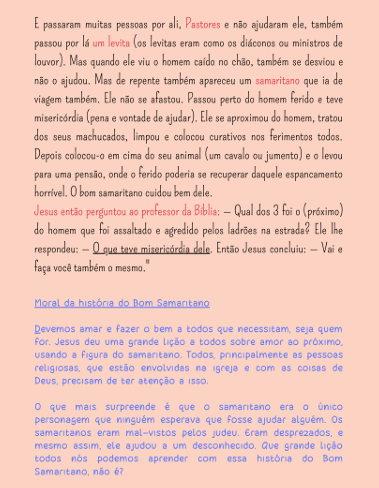 E passaram muitas pessoas por ali, Pastores e não ajudaram ele, também
passou por lá um levita (os levitas eram como os diáconos ou ministros de
louvor). Mas quando ele viu o homem caído no chão, também se desviou e
não o ajudou. Mas de repente também apareceu um samaritano que ia de
viagem também. Ele não se afastou. Passou perto do homem ferido e teve
misericórdia (pena e vontade de ajudar). Ele se aproximou do homem, tratou
dos seus machucados, limpou e colocou curativos nos ferimentos todos.
Depois colocou-o em cima do seu animal (um cavalo ou jumento) e o levou
para uma pensão, onde o ferido poderia se recuperar daquele espancamento
horrível. O bom samaritano cuidou bem dele.
Jesus então perguntou ao professor da Bíblia: – Qual dos 3 foi o (próximo)
do homem que foi assaltado e agredido pelos ladrões na estrada? Ele lhe
respondeu: – O que teve misericórdia dele. Então Jesus concluiu: – Vai e
faça você também o mesmo."
Moral da história do Bom Samaritano
Devemos amar e fazer o bem a todos que necessitam, seja quem
for. Jesus deu uma grande lição a todos sobre amor ao próximo,
usando a figura do samaritano. Todos, principalmente as pessoas
religiosas, que estão envolvidas na igreja e com as coisas de
Deus, precisam de ter atenção a isso.
O que mais surpreende é que o samaritano era o único
personagem que ninguém esperava que fosse ajudar alguém. Os
samaritanos eram mal-vistos pelos judeu. Eram desprezados, e
mesmo assim, ele ajudou a um desconhecido. Que grande lição
todos nós podemos aprender com essa história do Bom
Samaritano, não é?